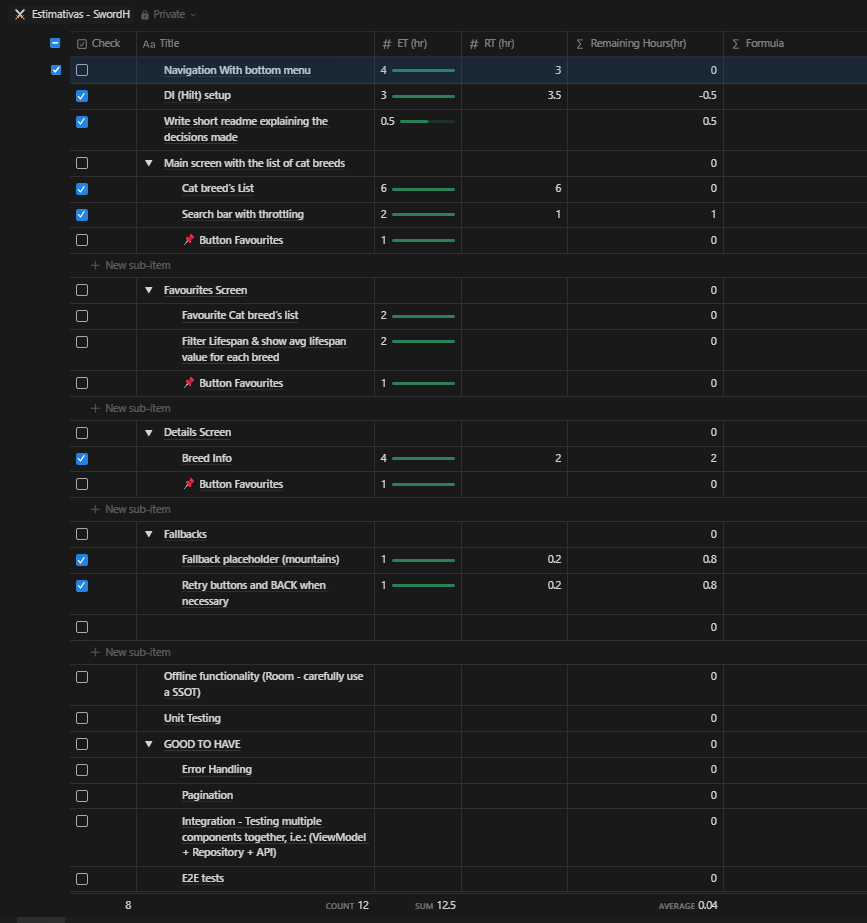 Estimativas - SwordH Private
Check Aa Title # ET (hr) # RT (hr) Σ Remaining Hours(hr) Σ Formula
Navigation With bottom menu 4 3 0
DI (Hilt) setup 3 3.5 -0.5
Write short readme explaining the 0.5 0.5
decisions made
Main screen with the list of cat breeds 0
Cat breed's List 6 6 0
Search bar with throttling 2 1 1
📌 Button Favourites 1 0
+ New sub-item
Favourites Screen 0
Favourite Cat breed's list 2 0
Filter Lifespan & show avg lifespan 2 0
value for each breed
📌 Button Favourites 1 0
+ New sub-item
Details Screen 0
Breed Info 4 2 2
📌 Button Favourites 1 0
+ New sub-item
Fallbacks 0
Fallback placeholder (mountains) 1 0.2 0.8
Retry buttons and BACK when 1 0.2 0.8
necessary
0
+ New sub-item
Offline functionality (Room - carefully use 0
a SSOT)
Unit Testing 0
GOOD TO HAVE 0
Error Handling 0
Pagination 0
Integration - Testing multiple 0
components together, i.e.: (ViewModel
+ Repository + API)
E2E tests 0
8 COUNT 12 SUM 12.5 AVERAGE 0.04